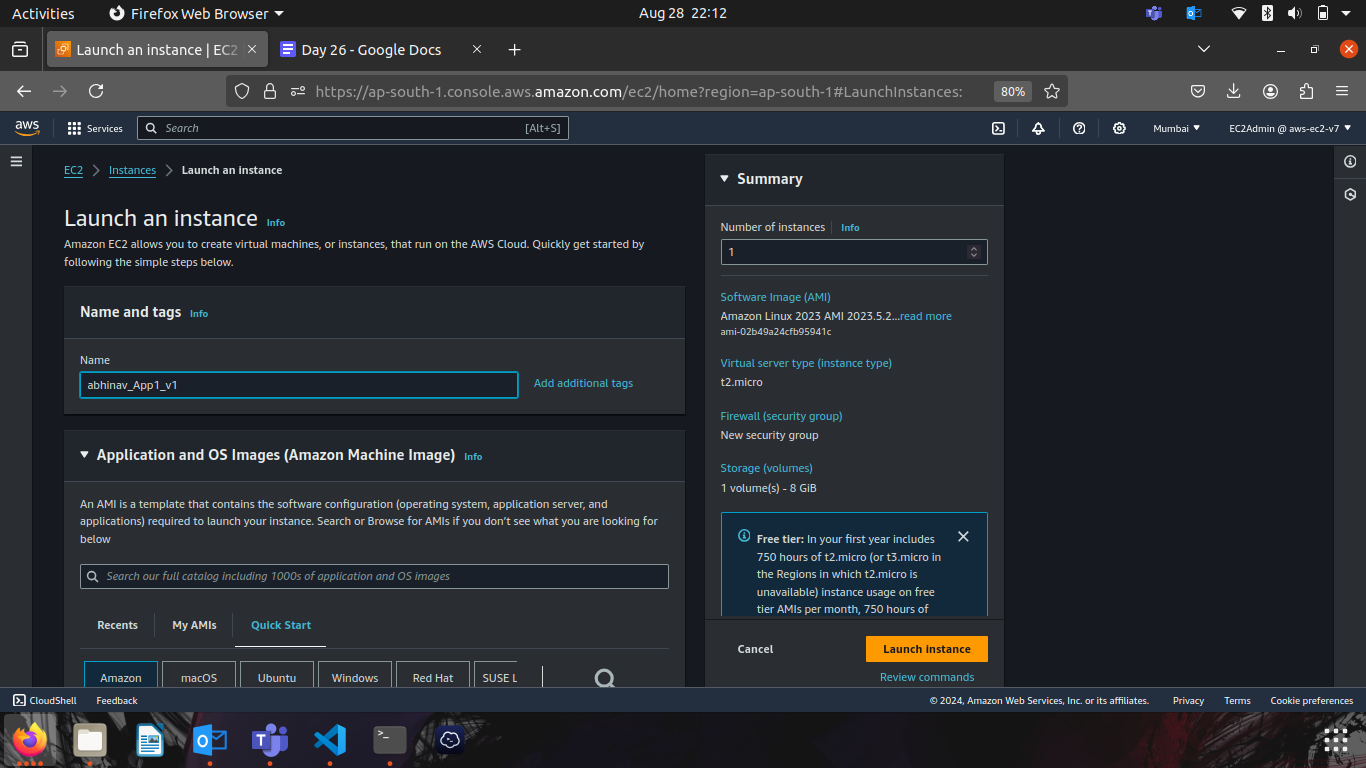 Activities
Firefox Web Browser
Aug 28 22:12
Launch an instance | EC2
Day 26 - Google Docs
https://ap-south-1.console.aws.amazon.com/ec2/home?region=ap-south-1#LaunchInstances:
80%
aws
Services
Search
[Alt+S]
Mumbai
EC2Admin @ aws-ec2-v7
EC2
Instances
Launch an instance
Launch an instance Info
Amazon EC2 allows you to create virtual machines, or instances, that run on the AWS Cloud. Quickly get started by
following the simple steps below.
Name and tags Info
Name
abhinav_App1_v1
Add additional tags
Application and OS Images (Amazon Machine Image) Info
An AMI is a template that contains the software configuration (operating system, application server, and
applications) required to launch your instance. Search or Browse for AMIs if you don't see what you are looking for
below
Search our full catalog including 1000s of application and OS images
Recents
My AMIs
Quick Start
Amazon
macOS
Ubuntu
Windows
Red Hat
SUSE L
Summary
Number of instances Info
1
Software Image (AMI)
Amazon Linux 2023 AMI 2023.5.2...read more
ami-02b49a24cfb95941c
Virtual server type (instance type)
t2.micro
Firewall (security group)
New security group
Storage (volumes)
1 volume(s) - 8 GiB
Free tier: In your first year includes
750 hours of t2.micro (or t3.micro in
the Regions in which t2.micro is
unavailable) instance usage on free
tier AMIs per month, 750 hours of
Cancel
Launch instance
Review commands
CloudShell
Feedback
© 2024, Amazon Web Services, Inc. or its affiliates.
Privacy
Terms
Cookie preferences